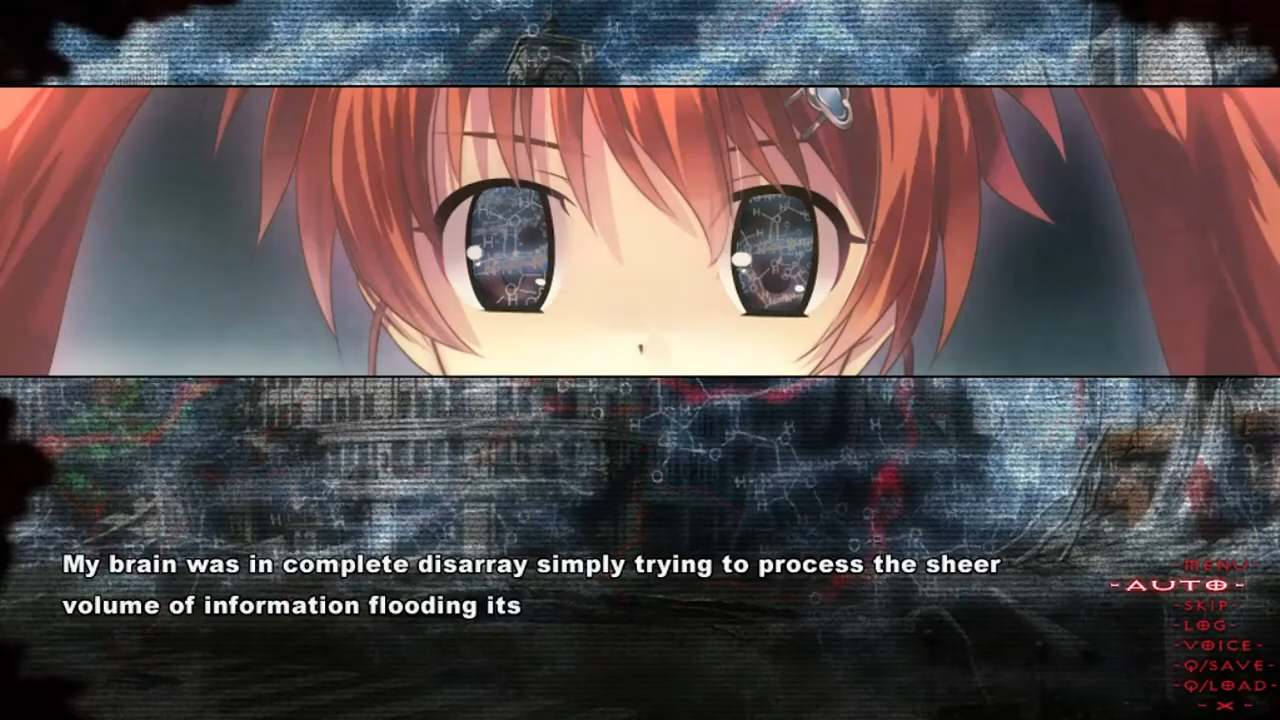 My brain was in complete disarray simply trying to process the sheer
volume of information flooding its
-MENU-
-AUTO-
-SKIP-
-LOG-
-VOICE-
-Q/SAVE-
-Q/LOAD-
-X-